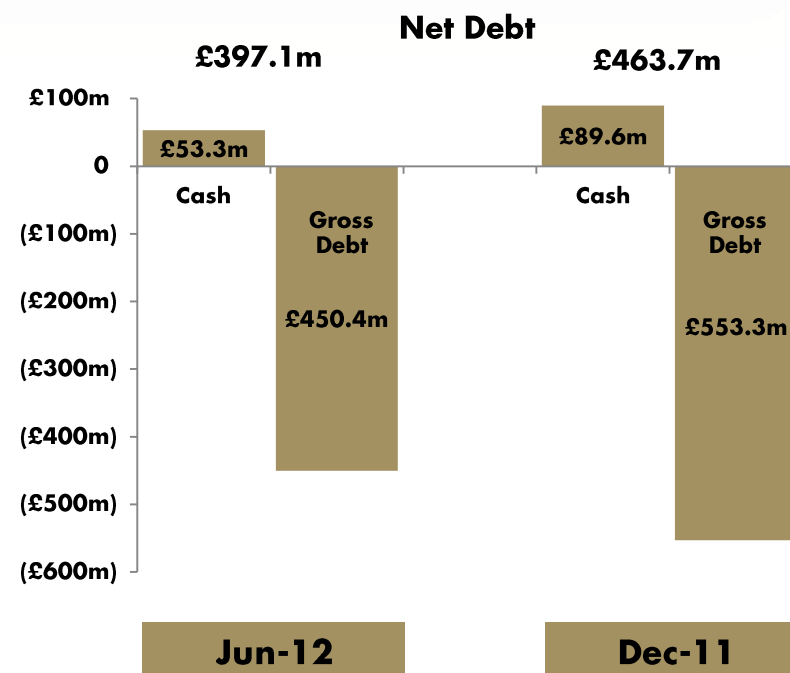 Net Debt
£397.1m
£463.7m
£100m
0
(£100m)
(£200m)
(£300m)
(£400m)
(£500m)
(£600m)
£53.3m
Cash
Gross
Debt
£450.4m
£89.6m
Cash
Gross
Debt
£553.3m
Jun-12
Dec-11